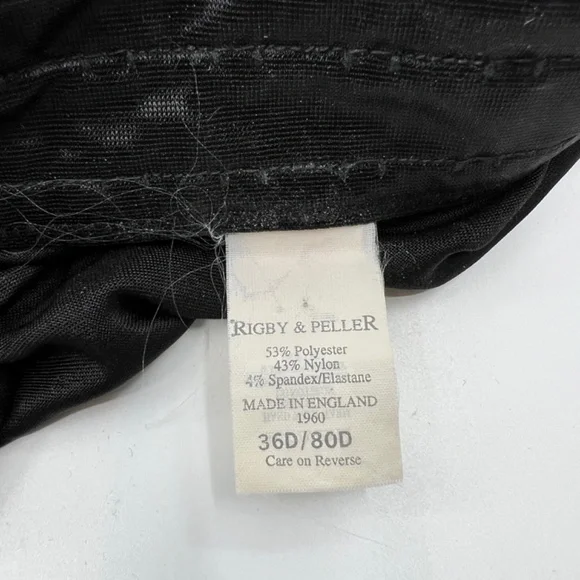 RIGBY & PELLER
53% Polyester
43% Nylon
4% Spandex/Elastane
MADE IN ENGLAND
1960
36D/80D
Care on Reverse